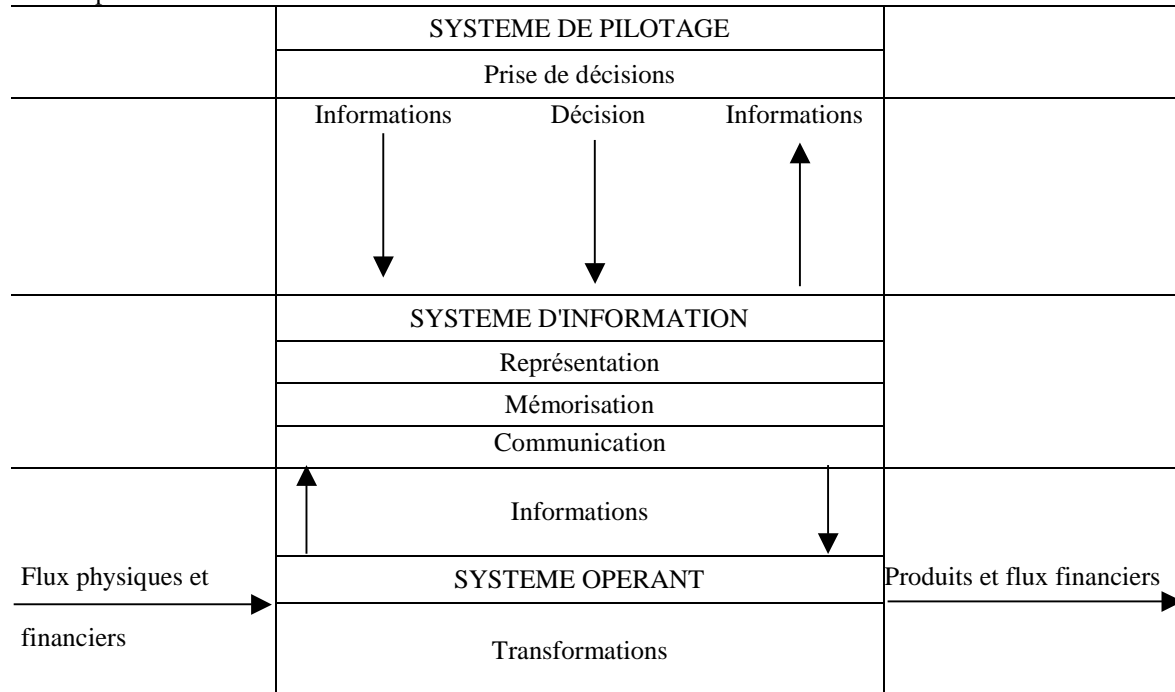 SYSTEME DE PILOTAGE
Prise de décisions
Informations Décision Informations
SYSTEME D'INFORMATION
Représentation
Mémorisation
Communication
Informations
Flux physiques et
financiers
SYSTEME OPERANT
Produits et flux financiers
Transformations